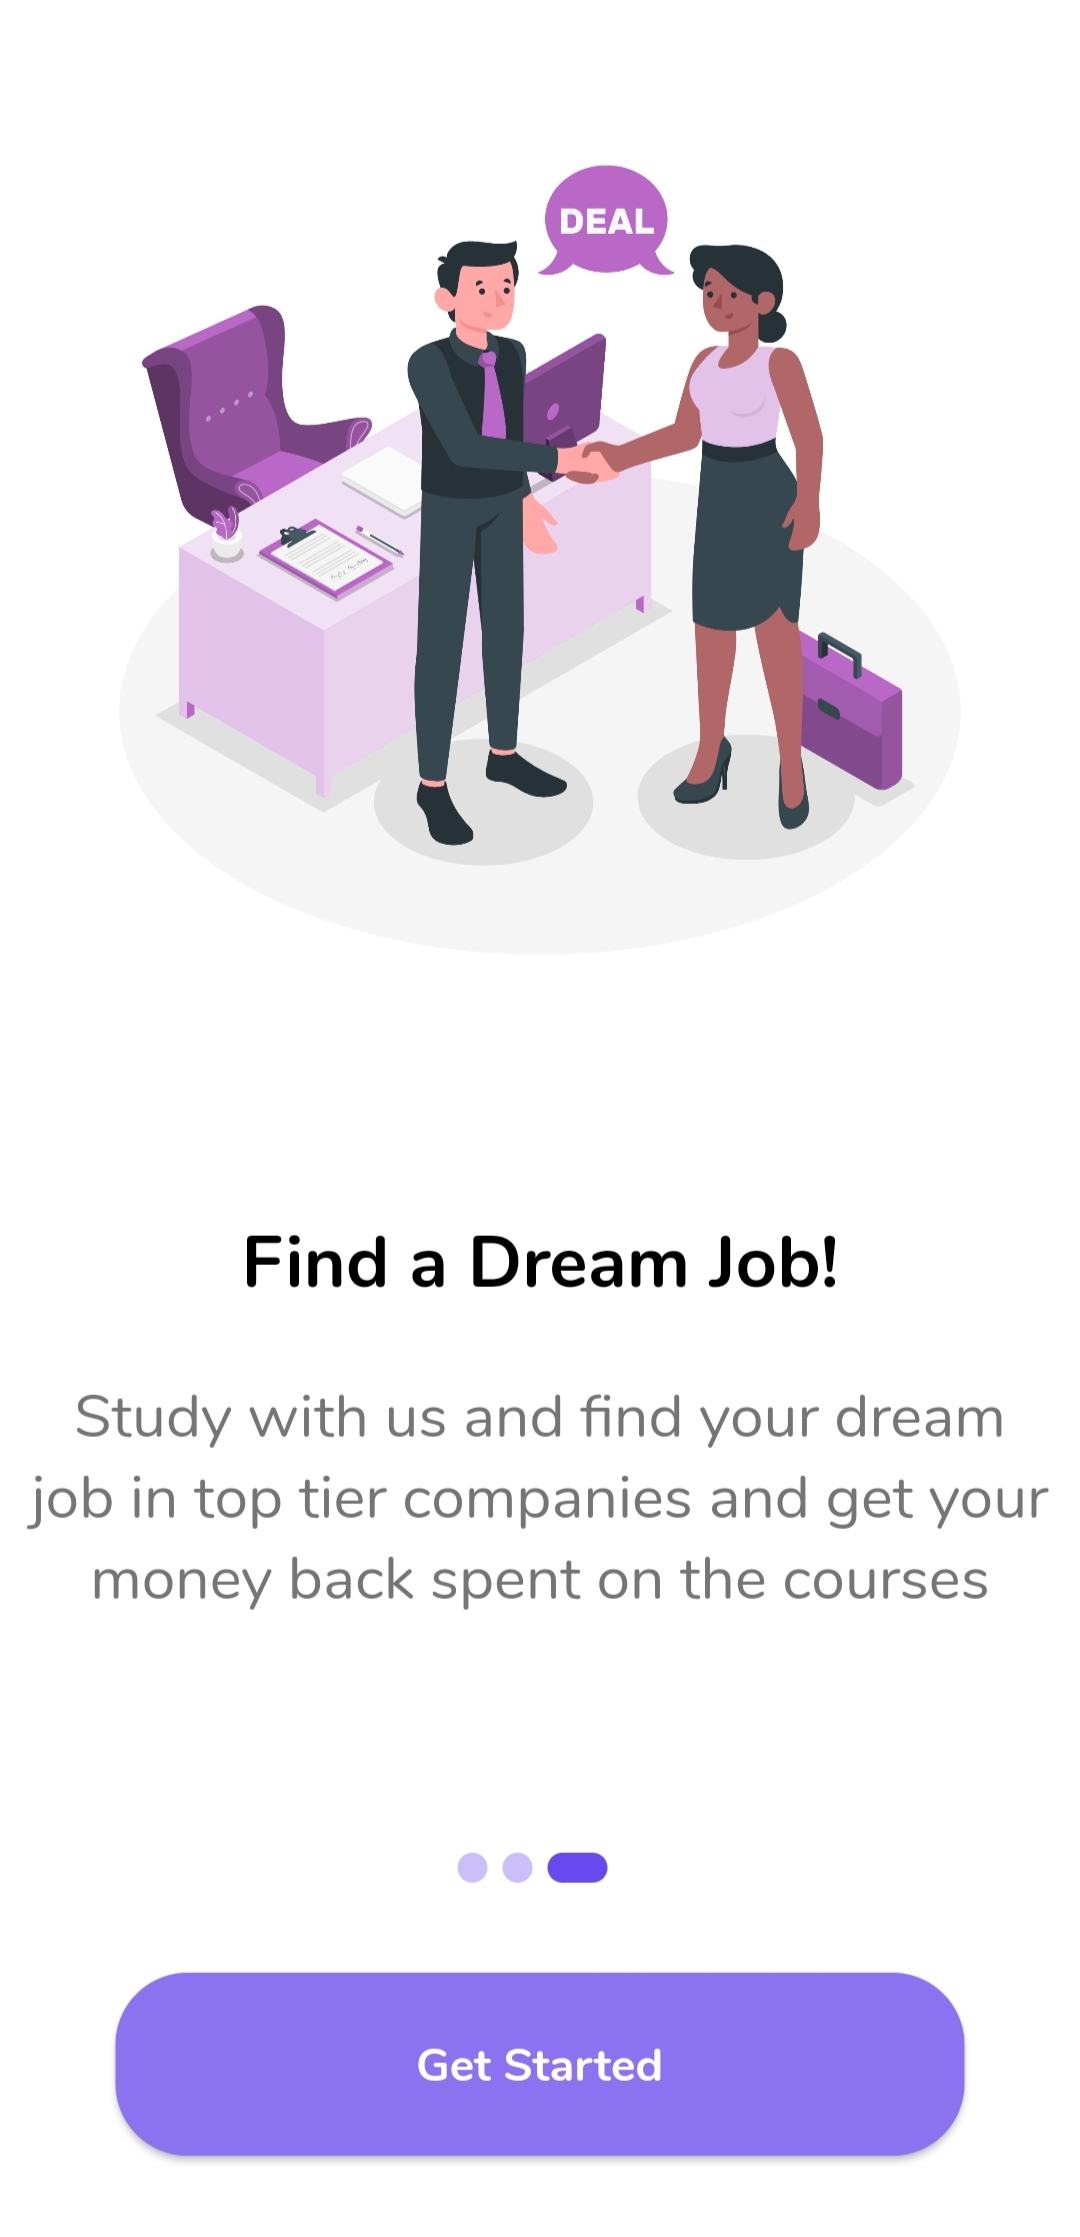 DEAL
Find a Dream Job!
Study with us and find your dream
job in top tier companies and get your
money back spent on the courses
Get Started